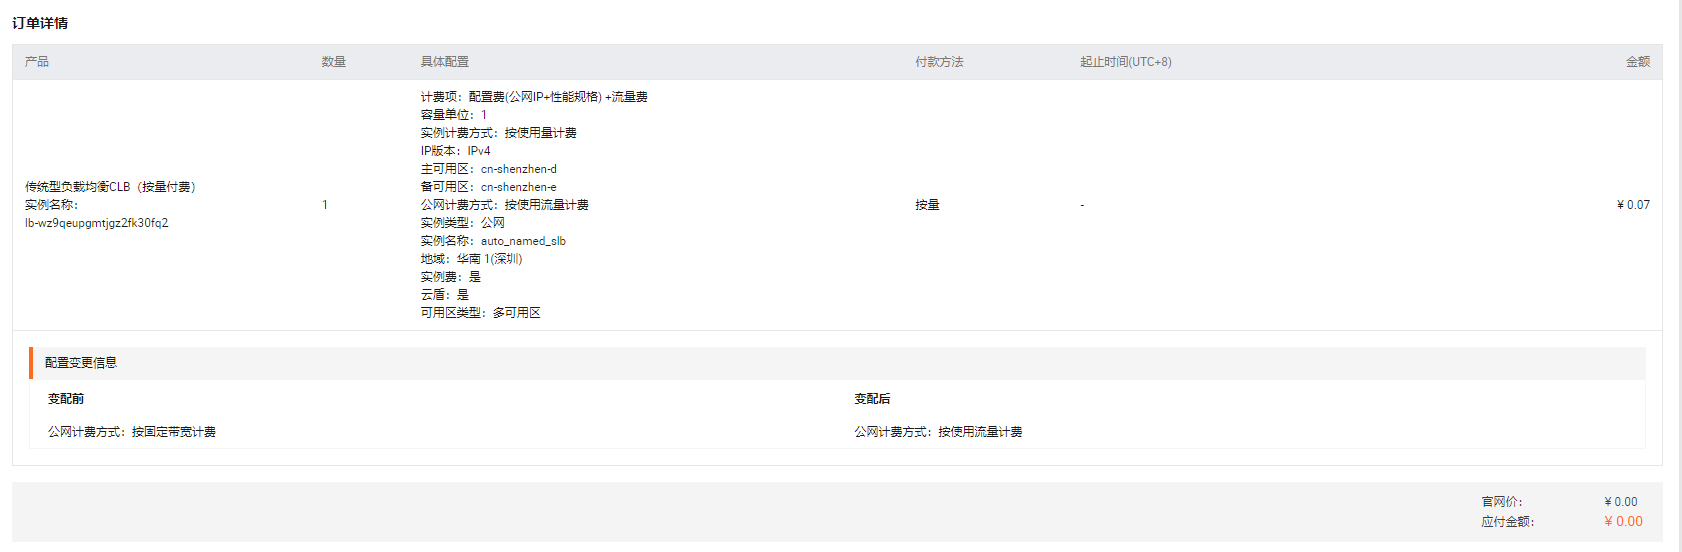 订单详情
产品 数量 具体配置 付款方法 起止时间(UTC+8) 金额
计费项：配置费(公网IP+性能规格) +流量费
容量单位：1
实例计费方式：按使用量计费
IP版本：IPv4
主可用区：cn-shenzhen-d
传统型负载均衡CLB（按量付费） 备可用区：cn-shenzhen-e
实例名称： 1 公网计费方式：按使用流量计费 按量 - ¥ 0.07
lb-wz9qeupgmtjgz2fk30fq2 实例类型：公网
实例名称：auto_named_slb
地域：华南 1(深圳)
实例费：是
云盾：是
可用区类型：多可用区
配置变更信息
变配前 变配后
公网计费方式：按固定带宽计费 公网计费方式：按使用流量计费
官网价： ¥ 0.00
应付金额： ¥ 0.00